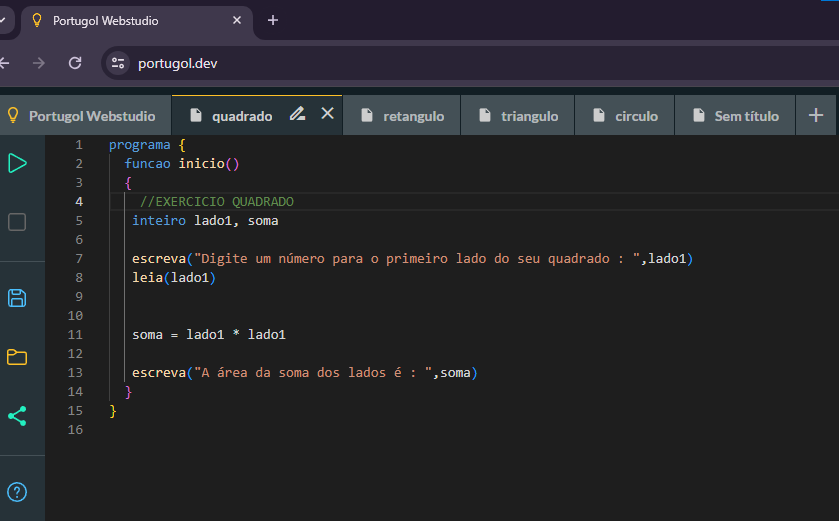 Portugol Webstudio
portugol.dev
Portugol Webstudio quadrado retangulo triangulo circulo Sem título
1 programa {
2 funcao inicio()
3 {
4 //EXERCICIO QUADRADO
5 inteiro lado1, soma
6
7 escreva("Digite um número para o primeiro lado do seu quadrado : ",lado1)
8 leia(lado1)
9
10
11 soma = lado1 * lado1
12
13 escreva("A área da soma dos lados é : ",soma)
14 }
15 }
16